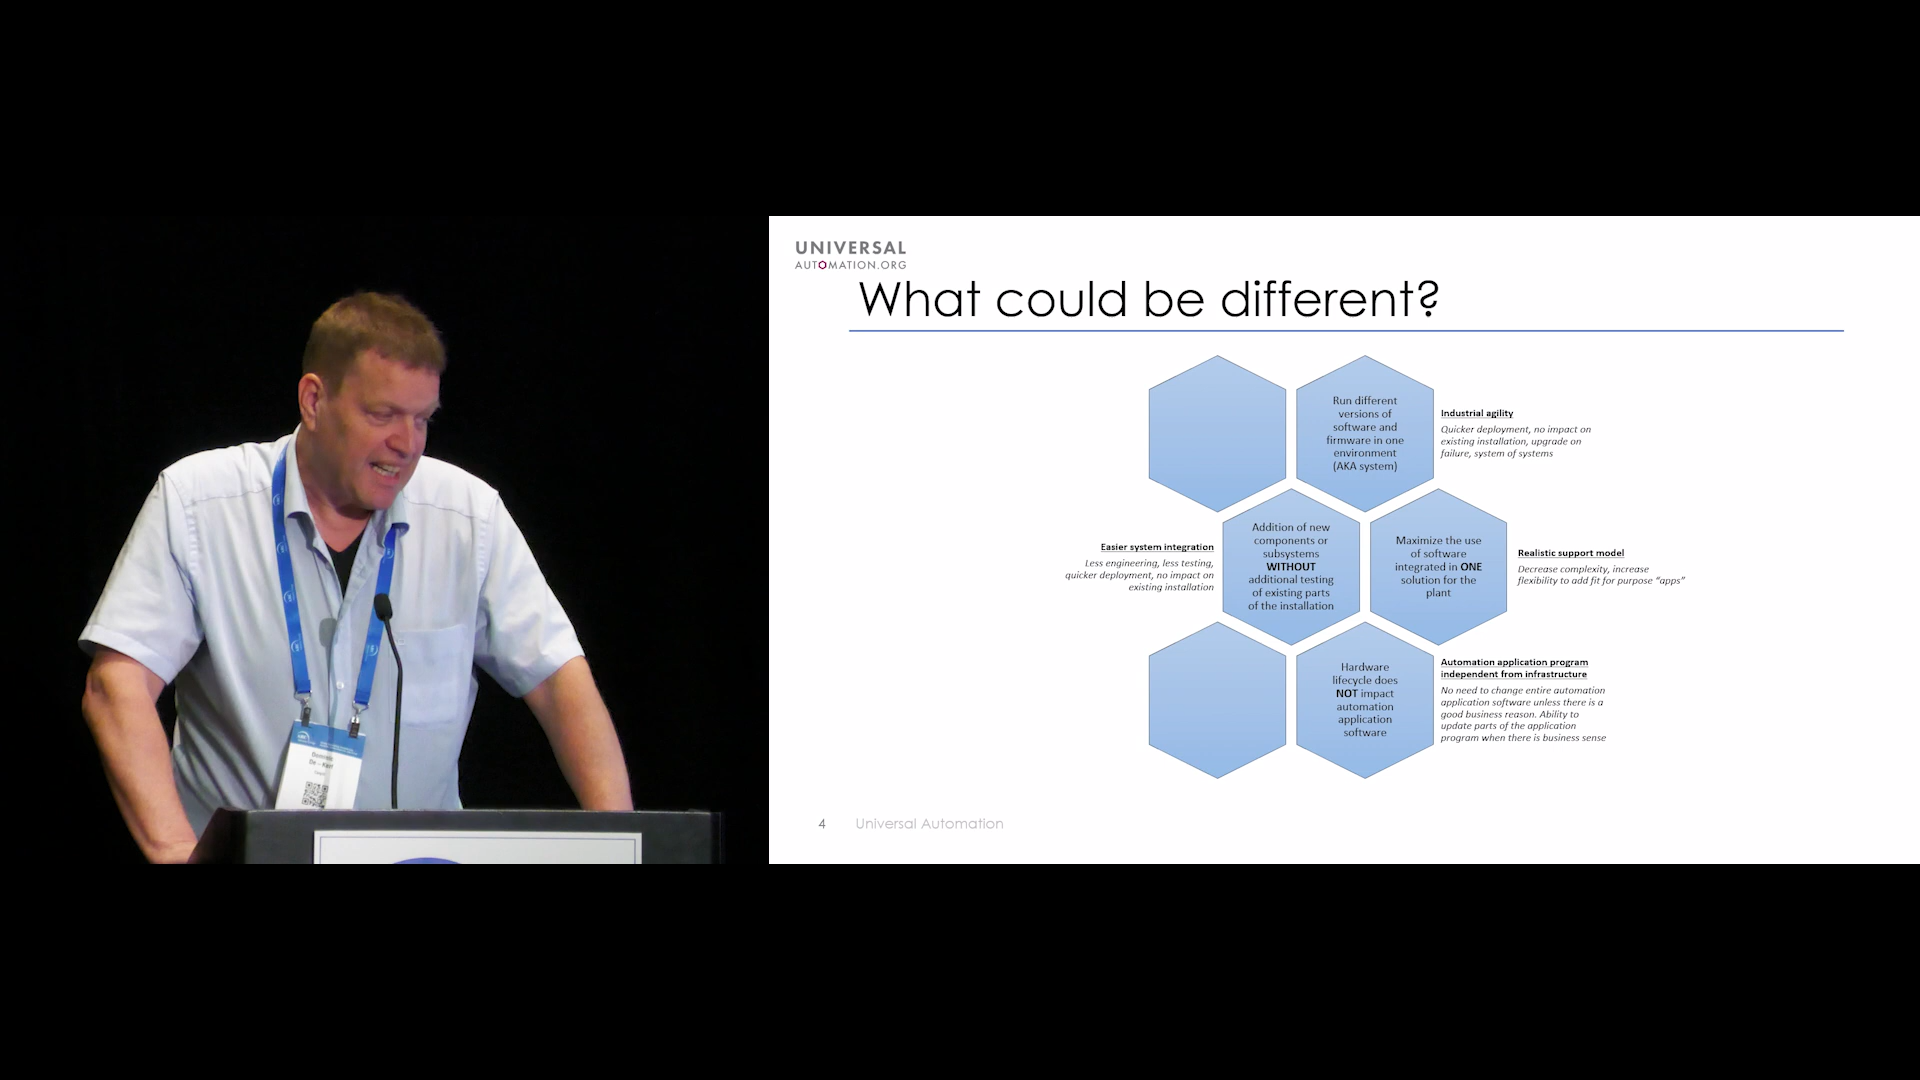 UNIVERSAL
AUTOMATION.ORG
What could be different?
Run different
versions of
software and
firmware in one
environment
(AKA system)
Industrial agility
Quicker deployment, no impact on
existing installation, upgrade on
failure, system of systems
Easier system integration
Less engineering, less testing,
quicker deployment, no impact on
existing installation
Addition of new
components or
subsystems
WITHOUT
additional testing
of existing parts
of the installation
Maximize the use
of software
integrated in ONE
solution for the
plant
Realistic support model
Decrease complexity, increase
flexibility to add fit for purpose “apps”
Hardware
lifecycle does
NOT impact
automation
application
software
Automation application program
independent from infrastructure
No need to change entire automation
application software unless there is a
good business reason. Ability to
update parts of the application
program when there is business sense
4
Universal Automation